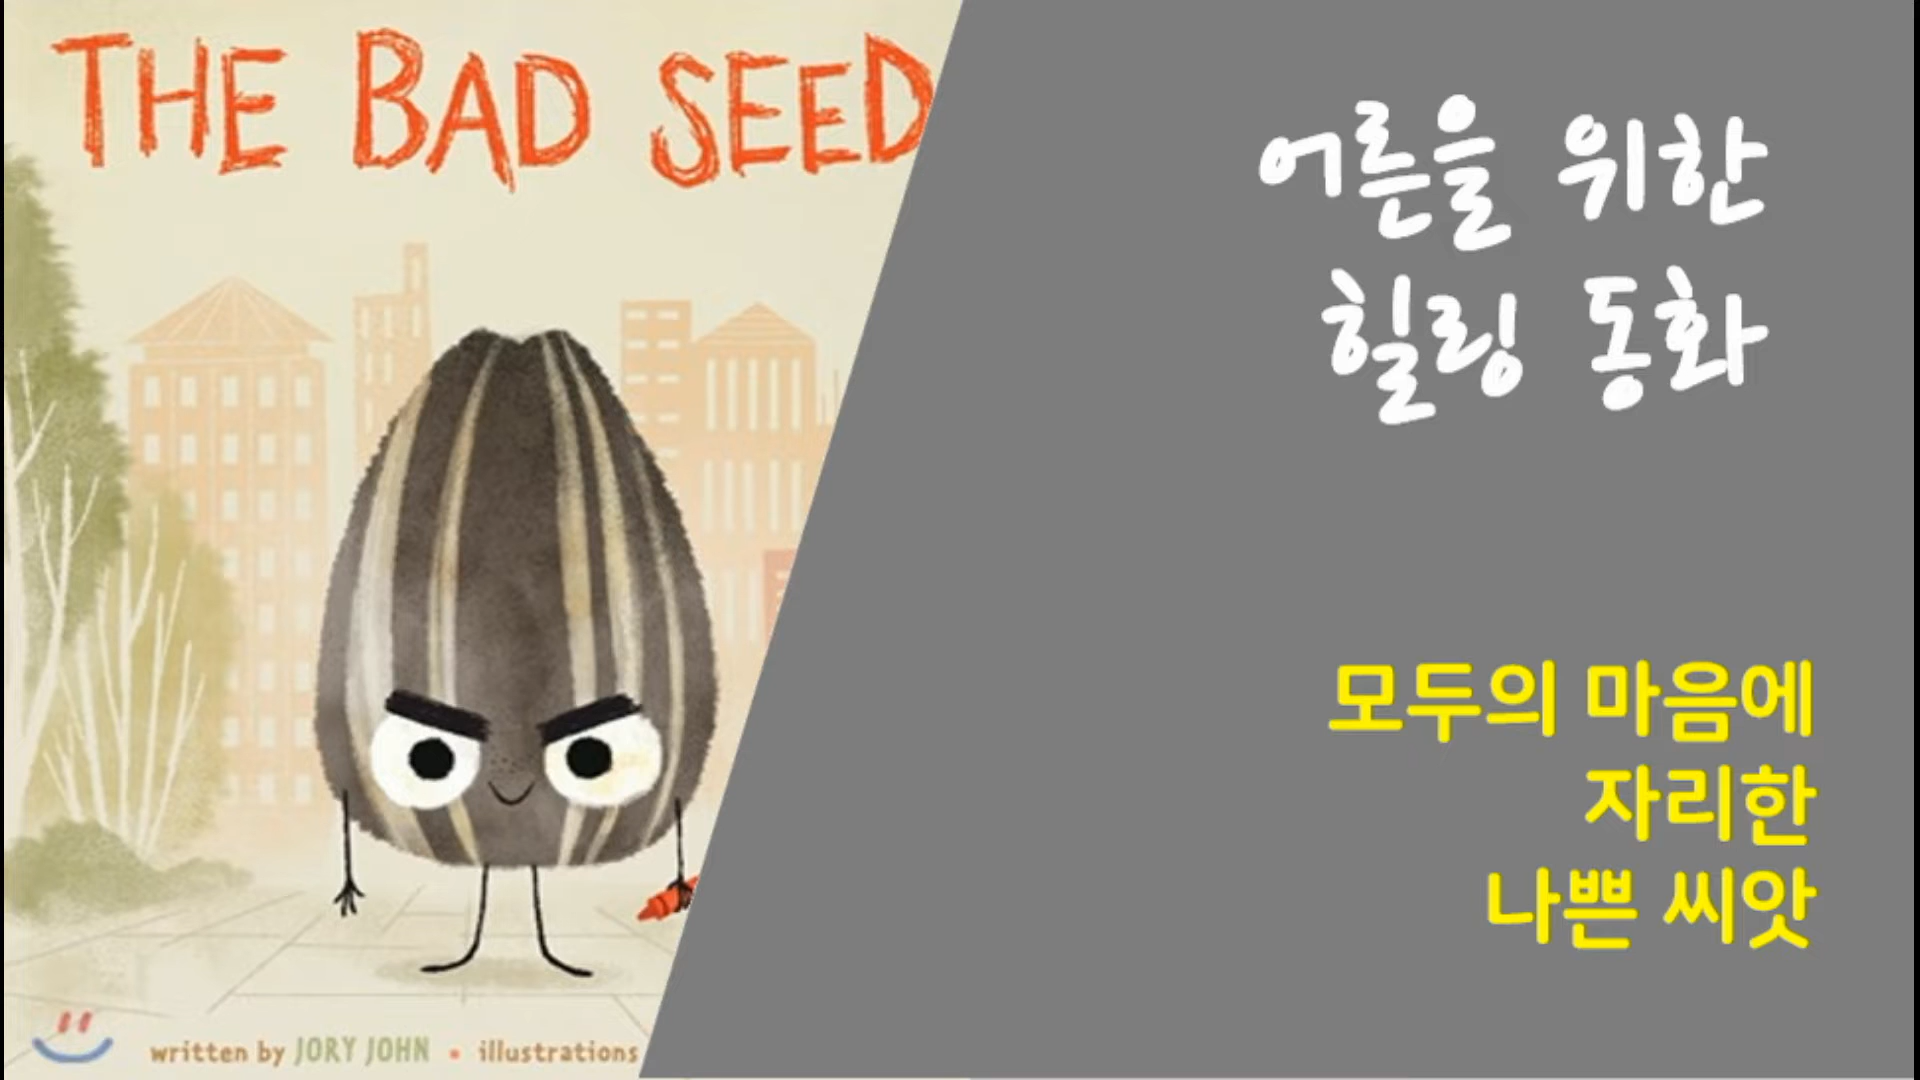 THE BAD SEED
written by JORY JOHN • illustrations
어른을 위한
힐링 동화
모두의 마음에
자리한
나쁜 씨앗